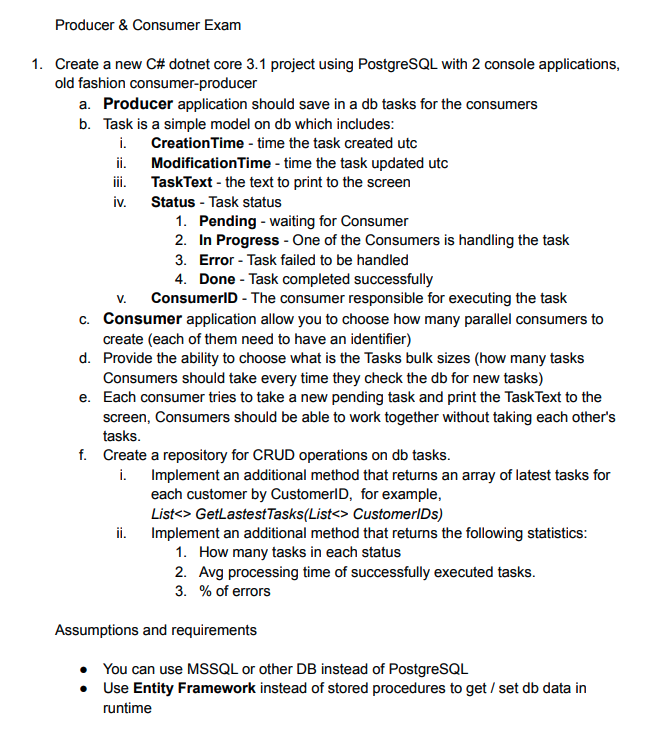 Producer & Consumer Exam
1. Create a new C# dotnet core 3.1 project using PostgreSQL with 2 console applications,
old fashion consumer-producer
a. Producer application should save in a db tasks for the consumers
b. Task is a simple model on db which includes:
i. CreationTime - time the task created utc
ii. ModificationTime - time the task updated utc
iii. TaskText - the text to print to the screen
iv. Status - Task status
1. Pending - waiting for Consumer
2. In Progress - One of the Consumers is handling the task
3. Error - Task failed to be handled
4. Done - Task completed successfully
v. ConsumerID - The consumer responsible for executing the task
c. Consumer application allow you to choose how many parallel consumers to
create (each of them need to have an identifier)
d. Provide the ability to choose what is the Tasks bulk sizes (how many tasks
Consumers should take every time they check the db for new tasks)
e. Each consumer tries to take a new pending task and print the TaskText to the
screen, Consumers should be able to work together without taking each other's
tasks.
f. Create a repository for CRUD operations on db tasks.
i. Implement an additional method that returns an array of latest tasks for
each customer by CustomerID, for example,
List<> GetLastestTasks(List<> CustomerIDs)
ii. Implement an additional method that returns the following statistics:
1. How many tasks in each status
2. Avg processing time of successfully executed tasks.
3. % of errors
Assumptions and requirements
● You can use MSSQL or other DB instead of PostgreSQL
● Use Entity Framework instead of stored procedures to get / set db data in
runtime